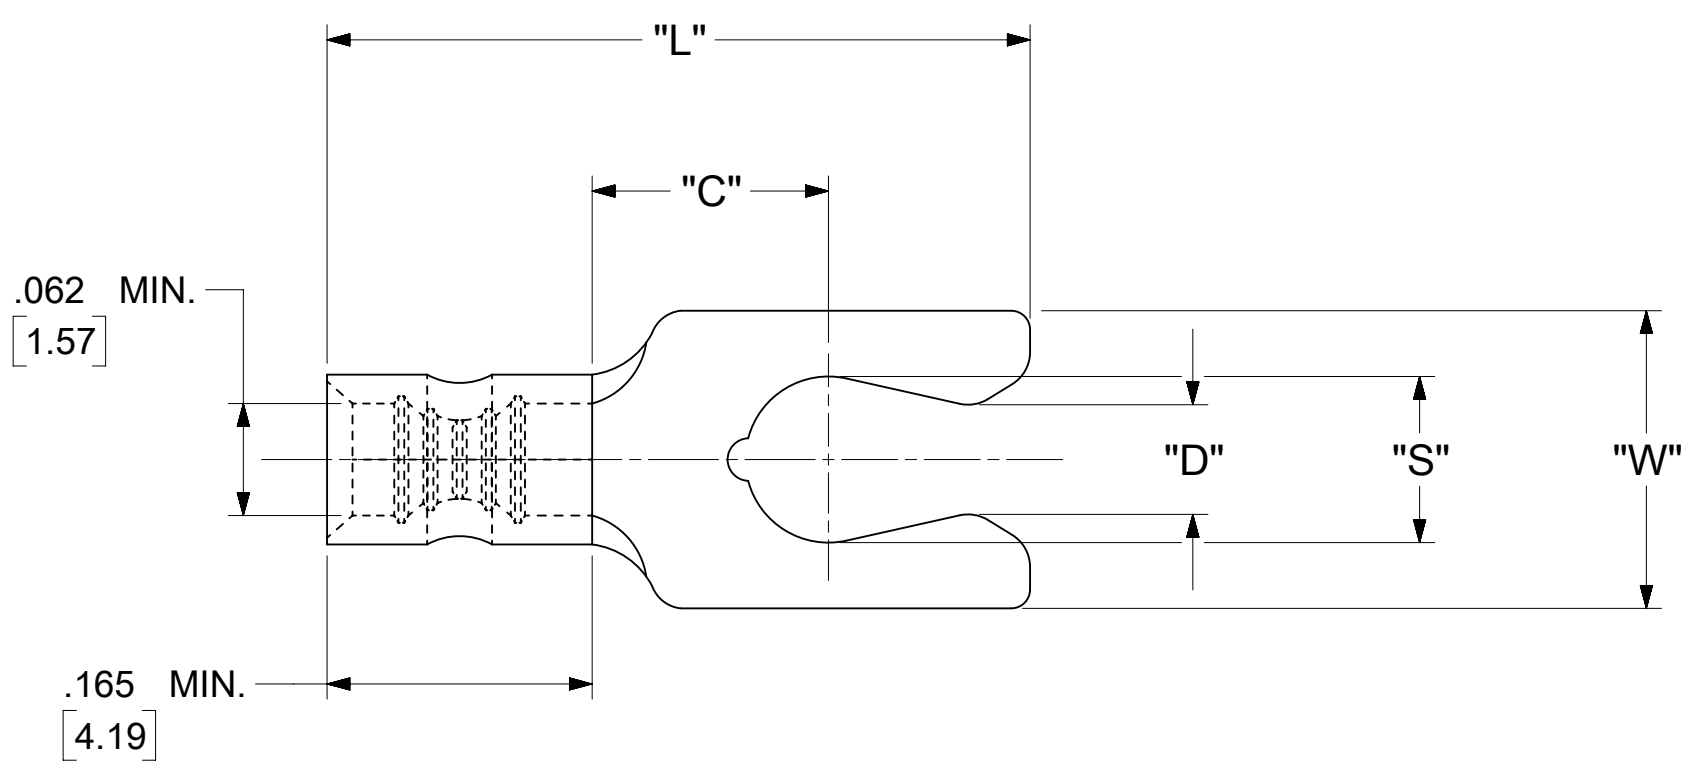 "L"
"C"
.062 MIN.
[1.57]
"D"
"S"
"W"
.165 MIN.
[4.19]